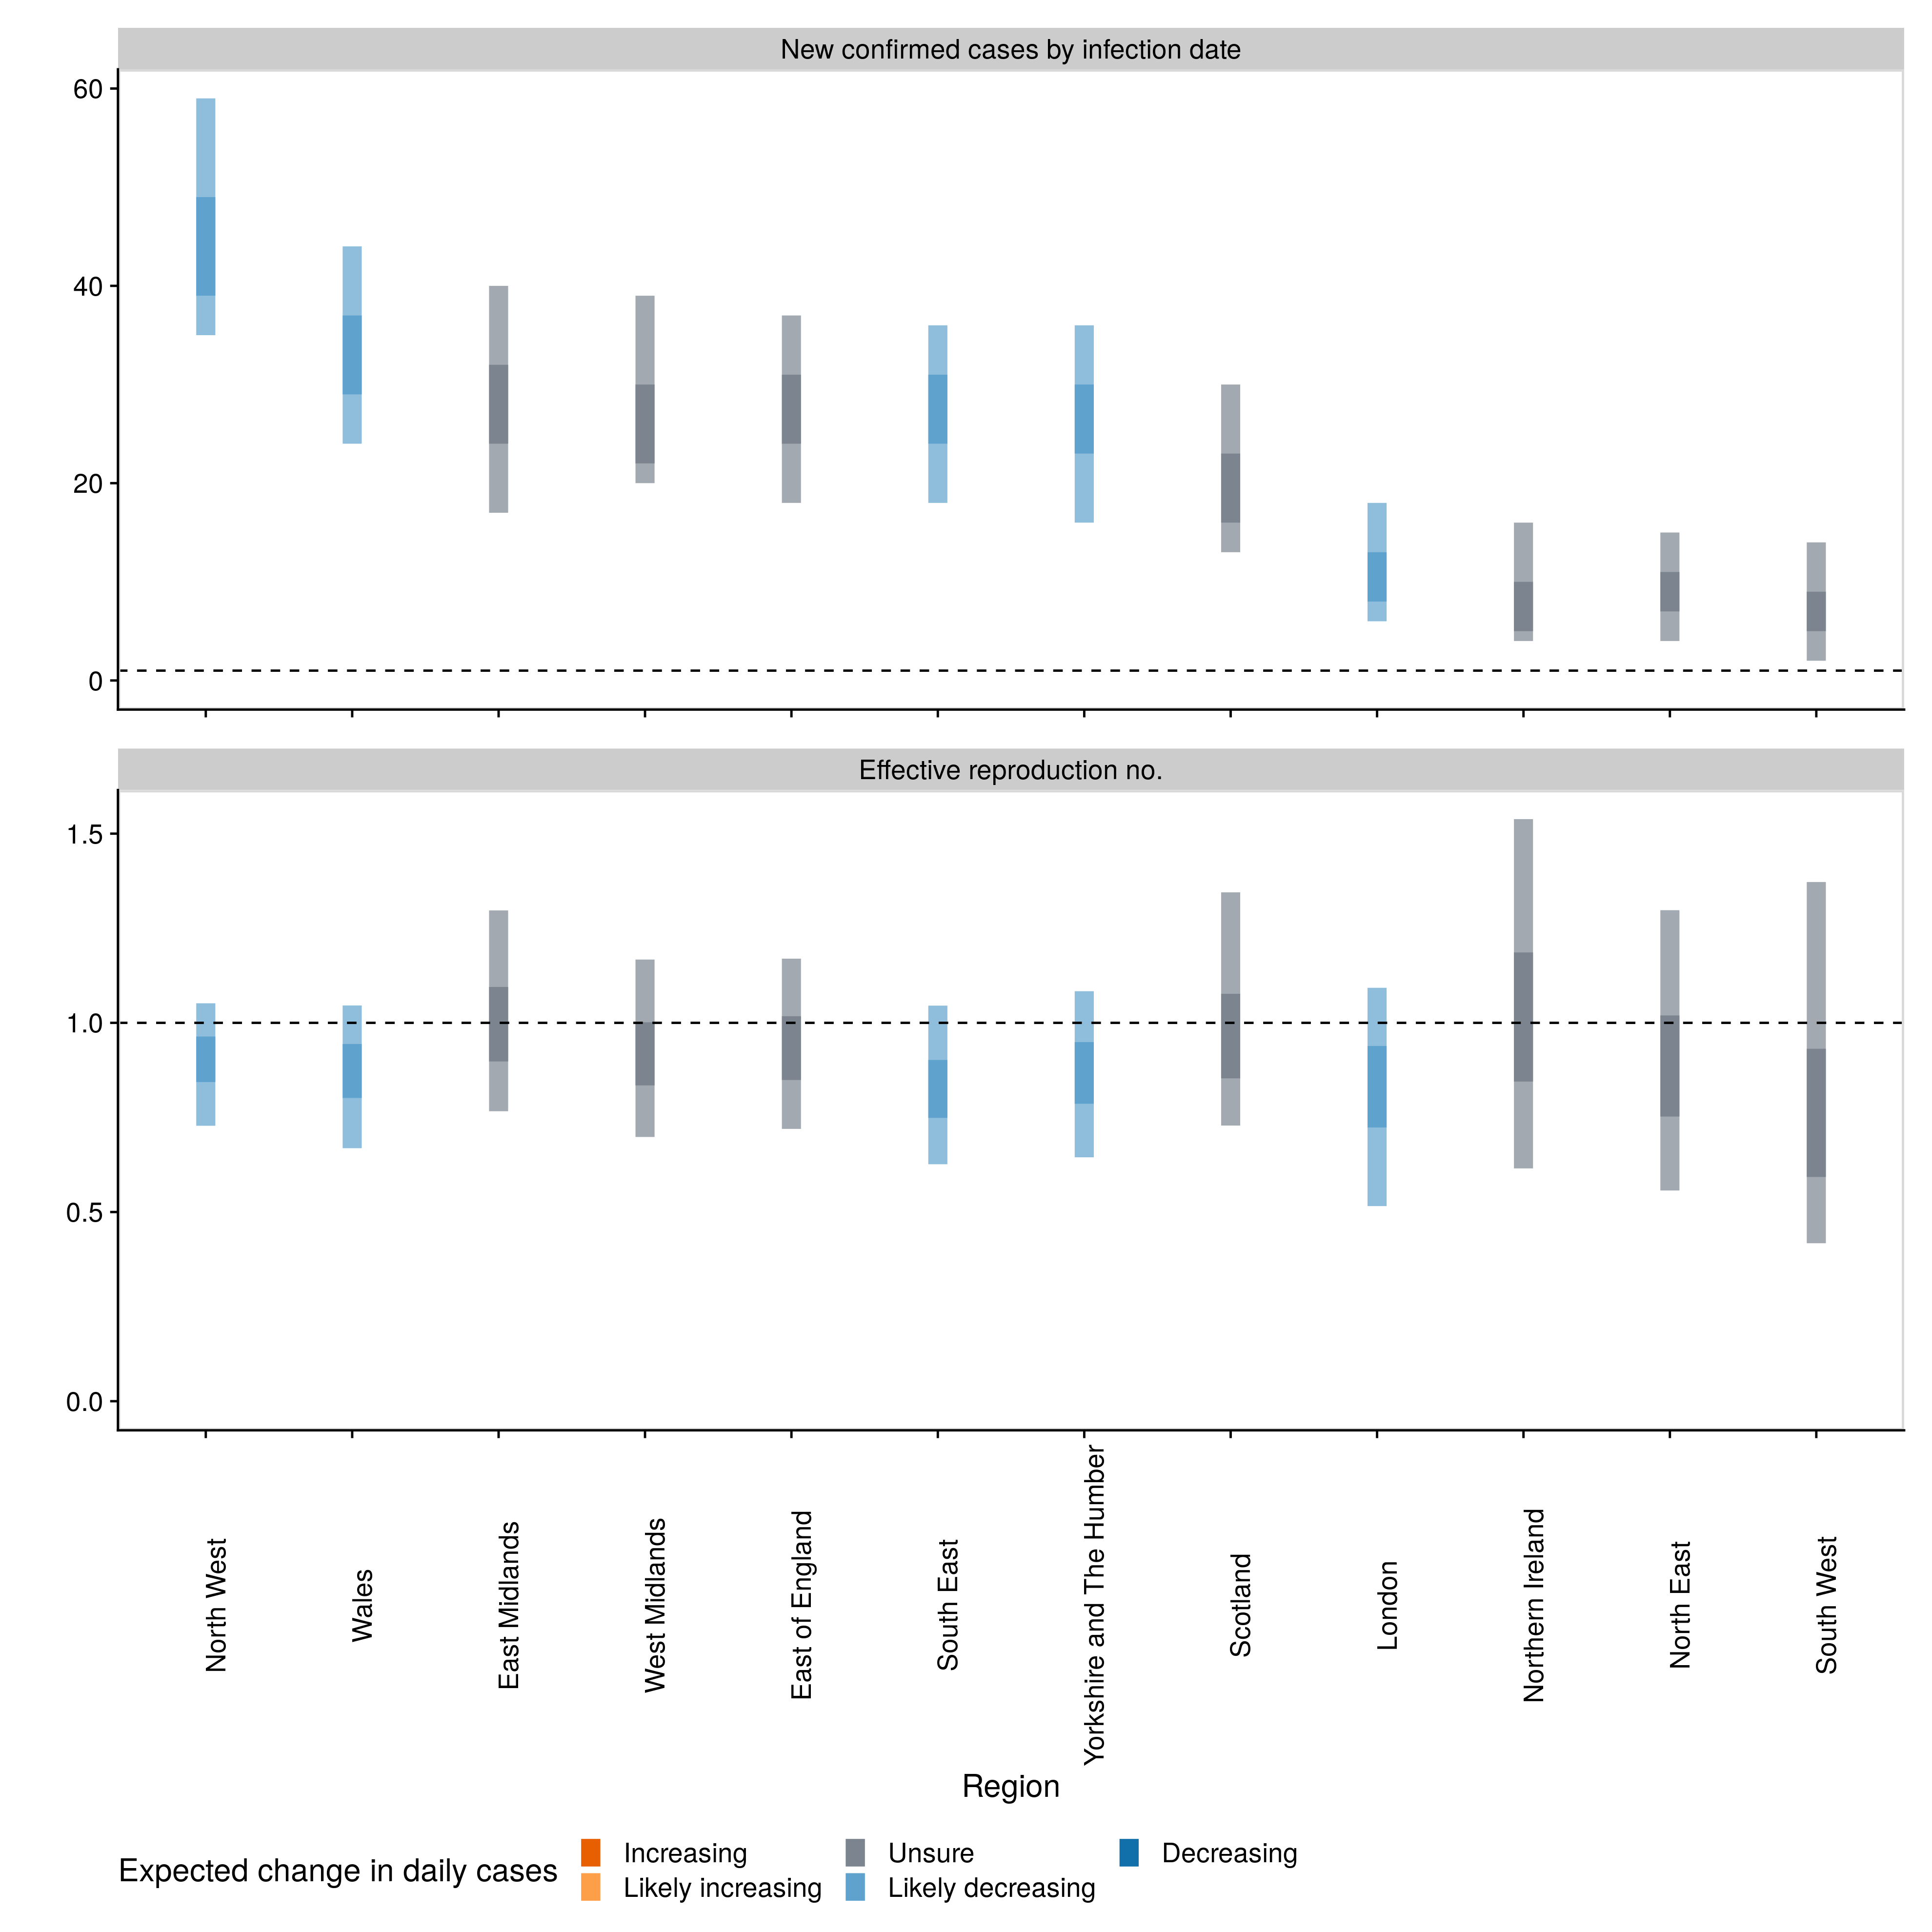 New confirmed cases by infection date
60
40
20
0
Effective reproduction no.
1.5
1.0
0.5
0.0
North West
Wales
East Midlands
West Midlands
East of England
South East
Yorkshire and The Humber
Scotland
London
Northern Ireland
North East
South West
Region
Expected change in daily cases
Increasing
Likely increasing
Unsure
Likely decreasing
Decreasing